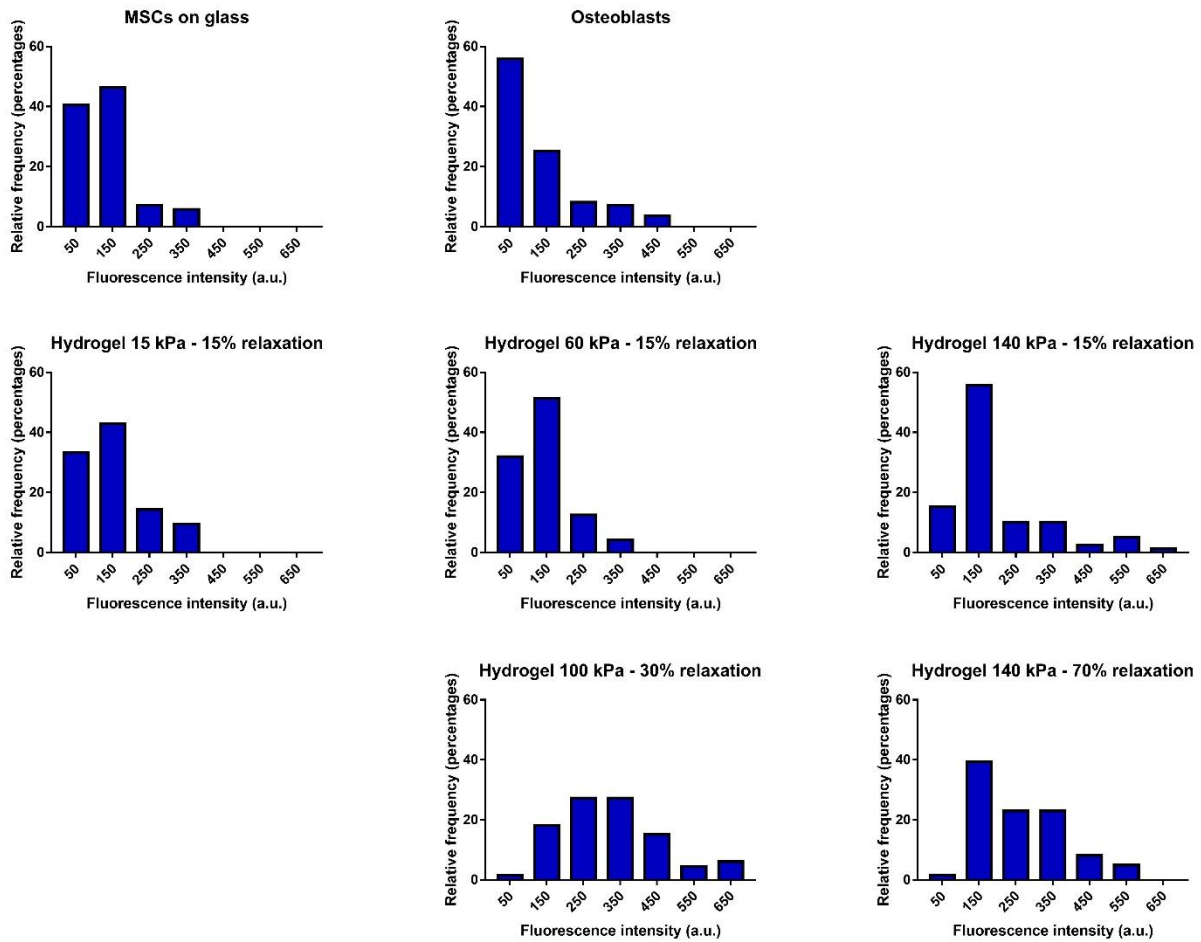 MSCs on glass
Relative frequency (percentages)
60
40
20
0
50 150 250 350 450 550 650
Fluorescence intensity (a.u.)
Osteoblasts
Relative frequency (percentages)
60
40
20
0
50 150 250 350 450 550 650
Fluorescence intensity (a.u.)
Hydrogel 15 kPa - 15% relaxation
Relative frequency (percentages)
60
40
20
0
50 150 250 350 450 550 650
Fluorescence intensity (a.u.)
Hydrogel 60 kPa - 15% relaxation
Relative frequency (percentages)
60
40
20
0
50 150 250 350 450 550 650
Fluorescence intensity (a.u.)
Hydrogel 140 kPa - 15% relaxation
Relative frequency (percentages)
60
40
20
0
50 150 250 350 450 550 650
Fluorescence intensity (a.u.)
Hydrogel 100 kPa - 30% relaxation
Relative frequency (percentages)
60
40
20
0
50 150 250 350 450 550 650
Fluorescence intensity (a.u.)
Hydrogel 140 kPa - 70% relaxation
Relative frequency (percentages)
60
40
20
0
50 150 250 350 450 550 650
Fluorescence intensity (a.u.)